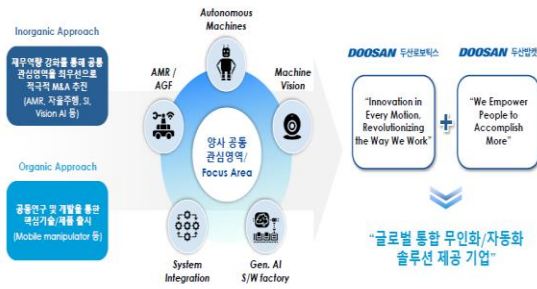 Inorganic Approach
재무역량 강화를 통해 공통
관심영역을 최우선으로
적극적 M&A 추진
(AMR, 자율주행, SI,
Vision AI 등)
Organic Approach
공동연구 및 개발을 통한
핵심기술/제품 출시
(Mobile manipulator 등)
Autonomous
Machines
AMR /
AGF
Machine
Vision
양사 공통
관심영역/
Focus Area
System
Integration
Gen. AI
S/W factory
DOOSAN 두산로보틱스
DOOSAN 두산밥캣
“Innovation in
Every Motion,
Revolutionizing
the Way We Work”
+
“We Empower
People to
Accomplish
More”
“글로벌 통합 무인화/자동화
솔루션 제공 기업”